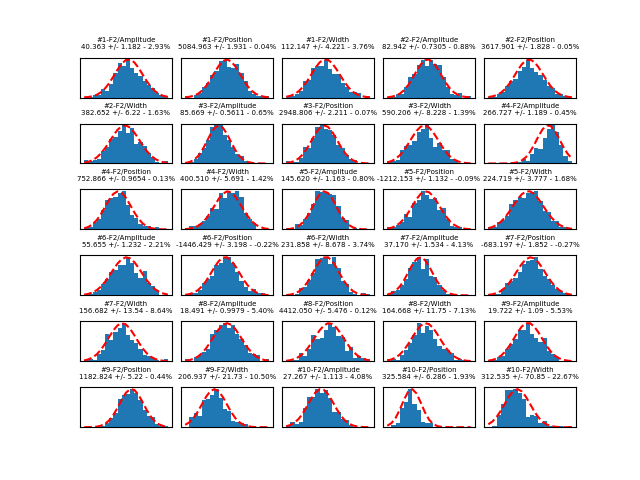 #1-F2/Amplitude #1-F2/Position #1-F2/Width #2-F2/Amplitude #2-F2/Position
40.363 +/- 1.182 - 2.93% 5084.963 +/- 1.931 - 0.04% 112.147 +/- 4.221 - 3.76% 82.942 +/- 0.7305 - 0.88% 3617.901 +/- 1.828 - 0.05%
#2-F2/Width #3-F2/Amplitude #3-F2/Position #3-F2/Width #4-F2/Amplitude
382.652 +/- 6.22 - 1.63% 85.669 +/- 0.5611 - 0.65% 2948.806 +/- 2.211 - 0.07% 590.206 +/- 8.228 - 1.39% 266.727 +/- 1.189 - 0.45%
#4-F2/Position #4-F2/Width #5-F2/Amplitude #5-F2/Position #5-F2/Width
752.866 +/- 0.9654 - 0.13% 400.510 +/- 5.691 - 1.42% 145.620 +/- 1.163 - 0.80% -1212.153 +/- 1.132 - -0.09% 224.719 +/- 3.777 - 1.68%
#6-F2/Amplitude #6-F2/Position #6-F2/Width #7-F2/Amplitude #7-F2/Position
55.655 +/- 1.232 - 2.21% -1446.429 +/- 3.198 - -0.22% 231.858 +/- 8.678 - 3.74% 37.170 +/- 1.534 - 4.13% -683.197 +/- 1.852 - -0.27%
#7-F2/Width #8-F2/Amplitude #8-F2/Position #8-F2/Width #9-F2/Amplitude
156.682 +/- 13.54 - 8.64% 18.491 +/- 0.9979 - 5.40% 4412.050 +/- 5.476 - 0.12% 164.668 +/- 11.75 - 7.13% 19.722 +/- 1.09 - 5.53%
#9-F2/Position #9-F2/Width #10-F2/Amplitude #10-F2/Position #10-F2/Width
1182.824 +/- 5.22 - 0.44% 206.937 +/- 21.73 - 10.50% 27.267 +/- 1.113 - 4.08% 325.584 +/- 6.286 - 1.93% 312.535 +/- 70.85 - 22.67%